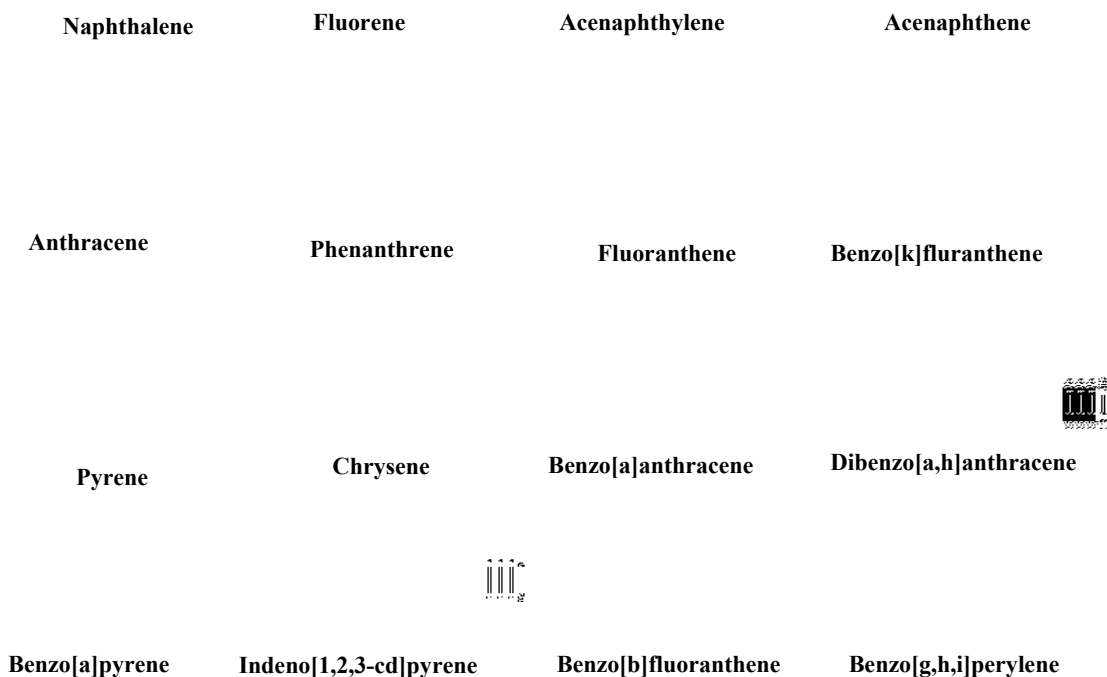 Naphthalene Fluorene Acenaphthylene Acenaphthene
Anthracene Phenanthrene Fluoranthene Benzo[k]fluranthene
Pyrene Chrysene Benzo[a]anthracene Dibenzo[a,h]anthracene
Benzo[a]pyrene Indeno[1,2,3-cd]pyrene Benzo[b]fluoranthene Benzo[g,h,i]perylene